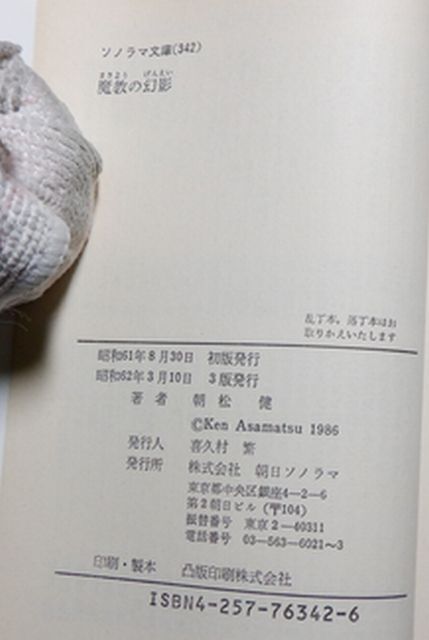 ソノラマ文庫(342)
まきょう げんえい
魔教の幻影
乱丁本，落丁本はお
取りかえいたします
昭和61年8月30日 初版発行
昭和62年3月10日 3版発行
著者 朝松 健
©Ken Asamatsu 1986
発行人 喜久村 繁
発行所 株式会社 朝日ソノラマ
東京都中央区銀座4―2―6
第2朝日ビル(〒104)
振替番号 東京2―40311
電話番号 03―563―6021～3
印刷・製本 凸版印刷株式会社
ISBN4-257-76342-6